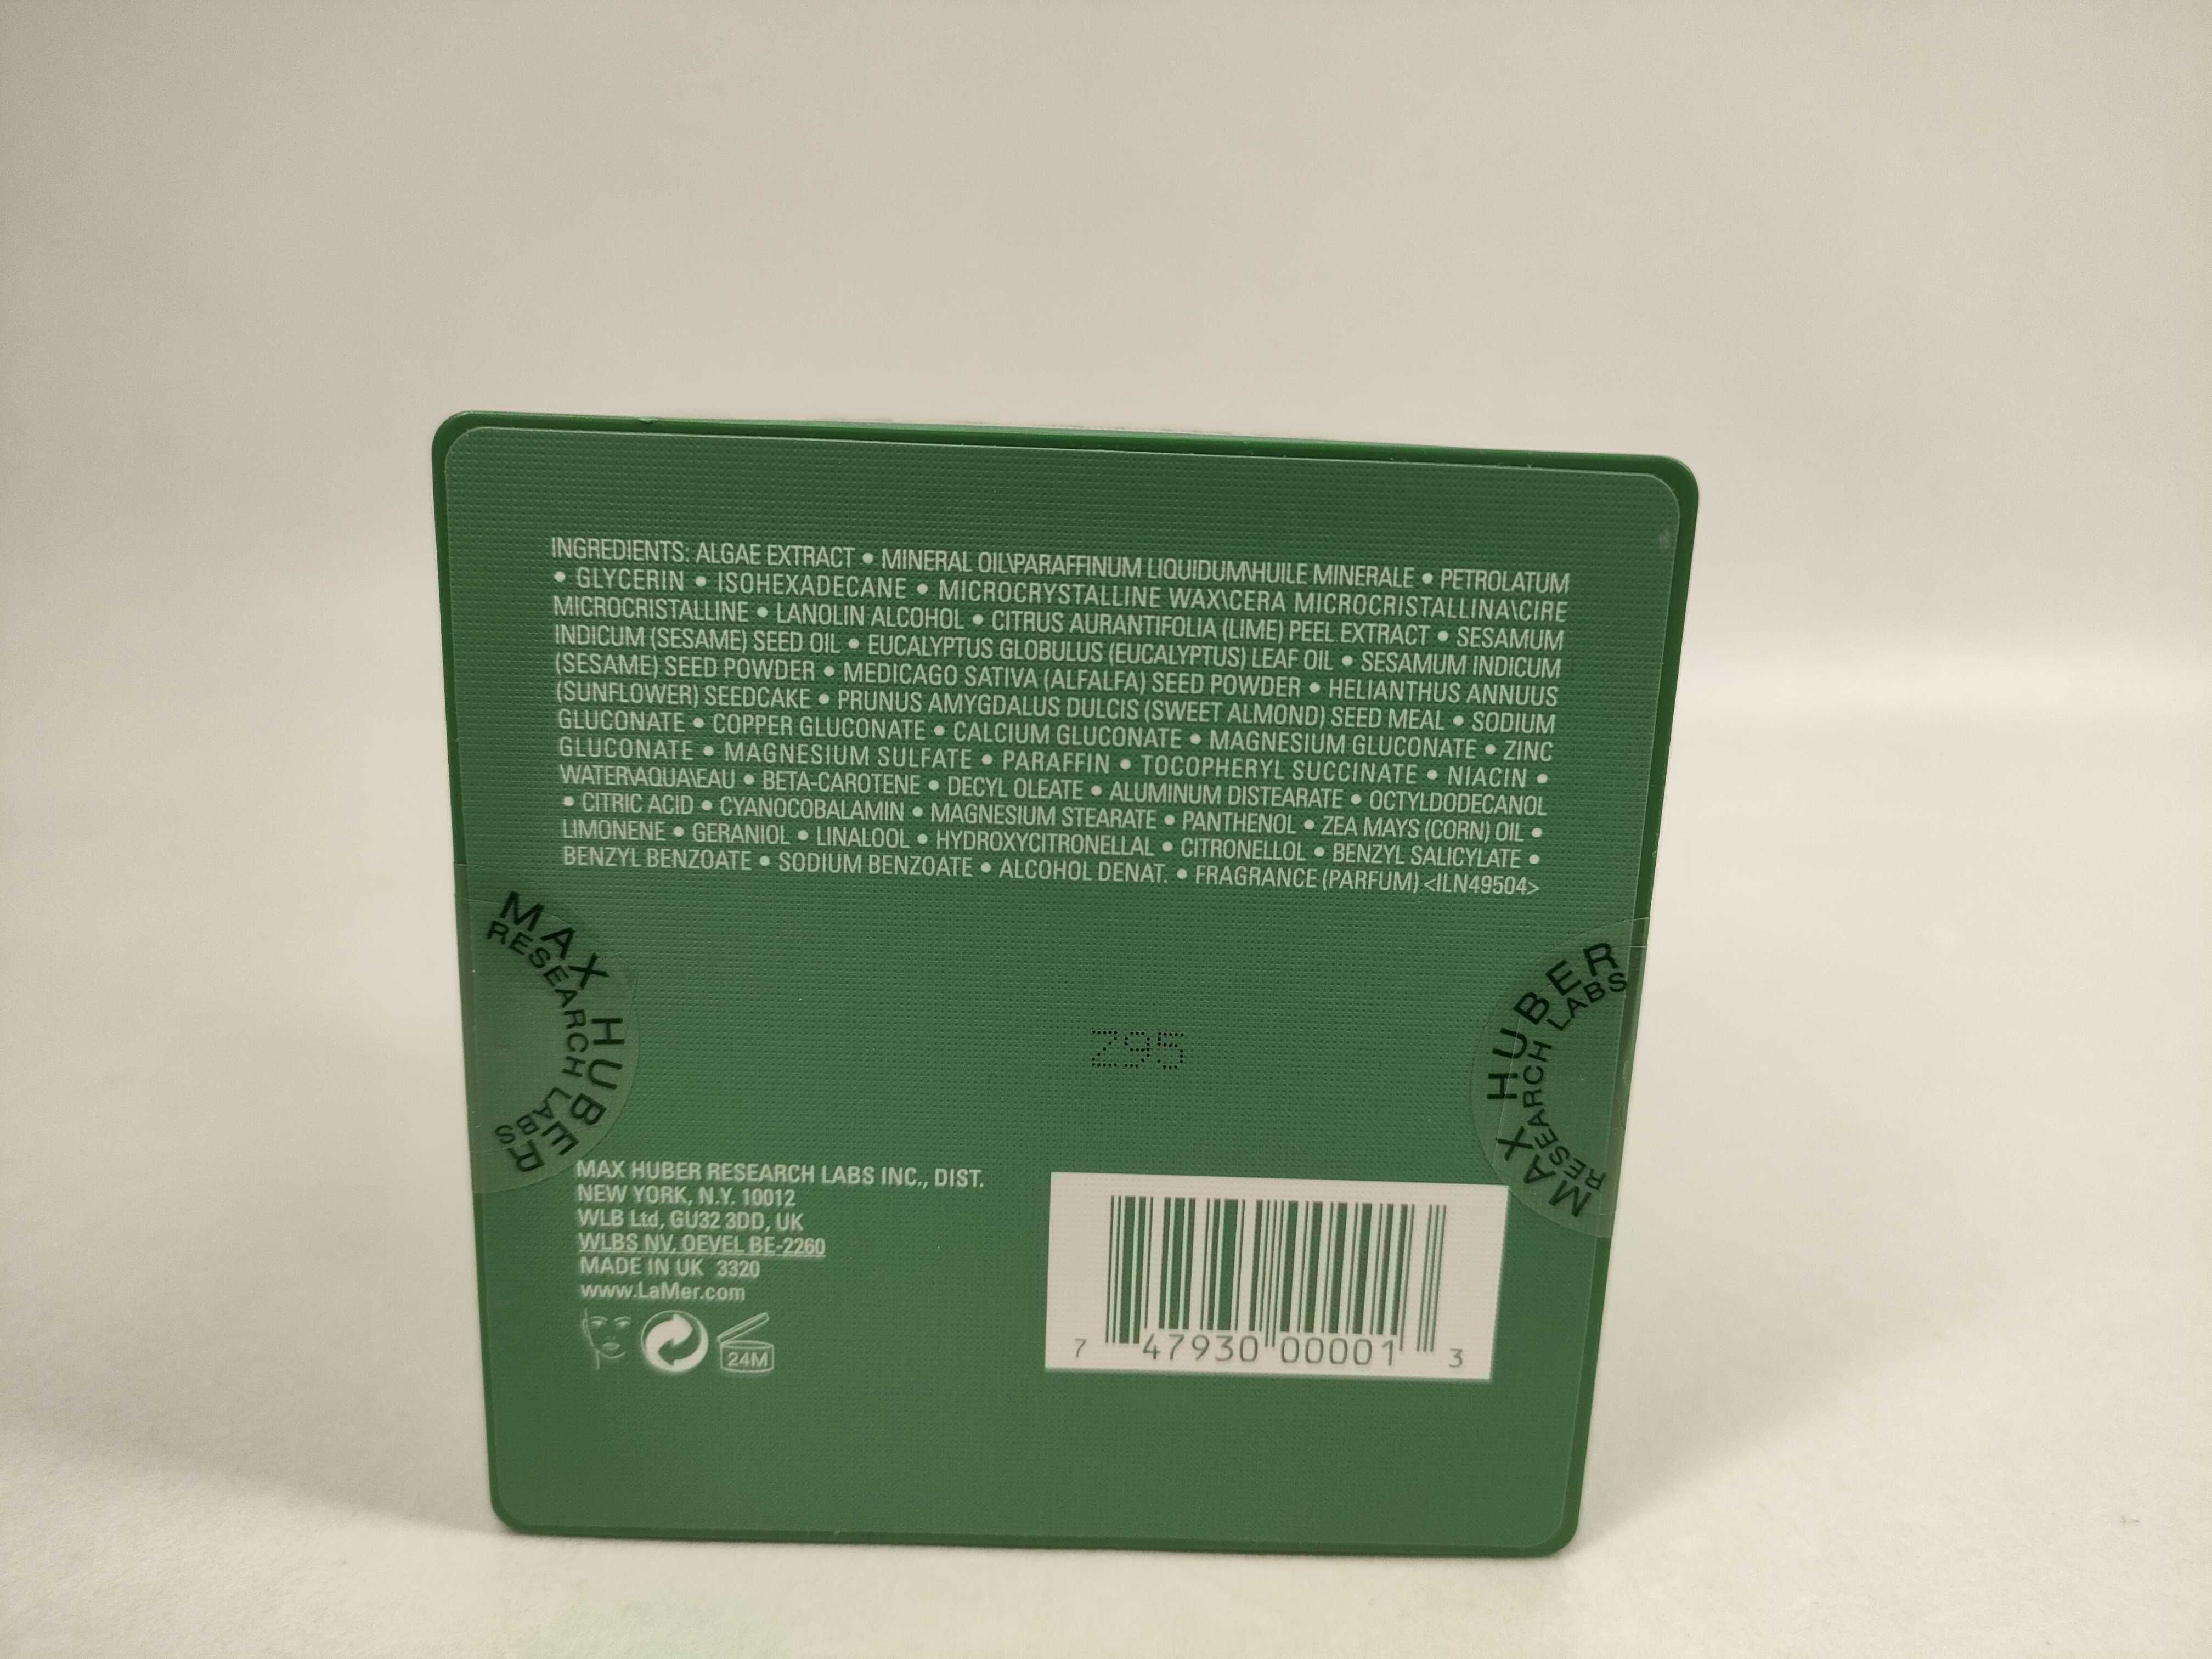 INGREDIENTS: ALGAE EXTRACT • MINERAL OIL\PARAFFINUM LIQUIDUM\HUILE MINERALE • PETROLATUM
• GLYCERIN • ISOHEXADECANE • MICROCRYSTALLINE WAX\CERA MICROCRISTALLINA\CIRE
MICROCRISTALLINE • LANOLIN ALCOHOL • CITRUS AURANTIFOLIA (LIME) PEEL EXTRACT • SESAMUM
INDICUM (SESAME) SEED OIL • EUCALYPTUS GLOBULUS (EUCALYPTUS) LEAF OIL • SESAMUM INDICUM
(SESAME) SEED POWDER • MEDICAGO SATIVA (ALFALFA) SEED POWDER • HELIANTHUS ANNUUS
(SUNFLOWER) SEEDCAKE • PRUNUS AMYGDALUS DULCIS (SWEET ALMOND) SEED MEAL • SODIUM
GLUCONATE • COPPER GLUCONATE • CALCIUM GLUCONATE • MAGNESIUM GLUCONATE • ZINC
GLUCONATE • MAGNESIUM SULFATE • PARAFFIN • TOCOPHERYL SUCCINATE • NIACIN •
WATER\AQUA\EAU • BETA-CAROTENE • DECYL OLEATE • ALUMINUM DISTEARATE • OCTYLDODECANOL
• CITRIC ACID • CYANOCOBALAMIN • MAGNESIUM STEARATE • PANTHENOL • ZEA MAYS (CORN) OIL •
LIMONENE • GERANIOL • LINALOOL • HYDROXYCITRONELLAL • CITRONELLOL • BENZYL SALICYLATE •
BENZYL BENZOATE • SODIUM BENZOATE • ALCOHOL DENAT. • FRAGRANCE (PARFUM) <ILN49504>
MAX HUBER
RESEARCH LABS
MAX HUBER
RESEARCH LABS
Z95
MAX HUBER RESEARCH LABS INC., DIST.
NEW YORK, N.Y. 10012
WLB Ltd, GU32 3DD, UK
WLBS NV, OEVEL BE-2260
MADE IN UK 3320
www.LaMer.com
24M
7 47930 00001 3